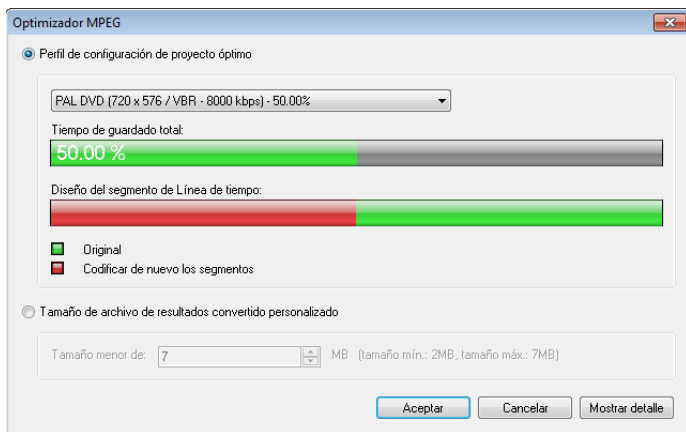 Optimizador MPEG
Perfil de configuración de proyecto óptimo
PAL DVD (720 x 576 / VBR - 8000 kbps) - 50.00%
Tiempo de guardado total:
50.00 %
Diseño del segmento de Línea de tiempo:
Original
Codificar de nuevo los segmentos
Tamaño de archivo de resultados convertido personalizado
Tamaño menor de: 7 MB (tamaño mín.: 2MB, tamaño máx.: 7MB)
Aceptar Cancelar Mostrar detalle